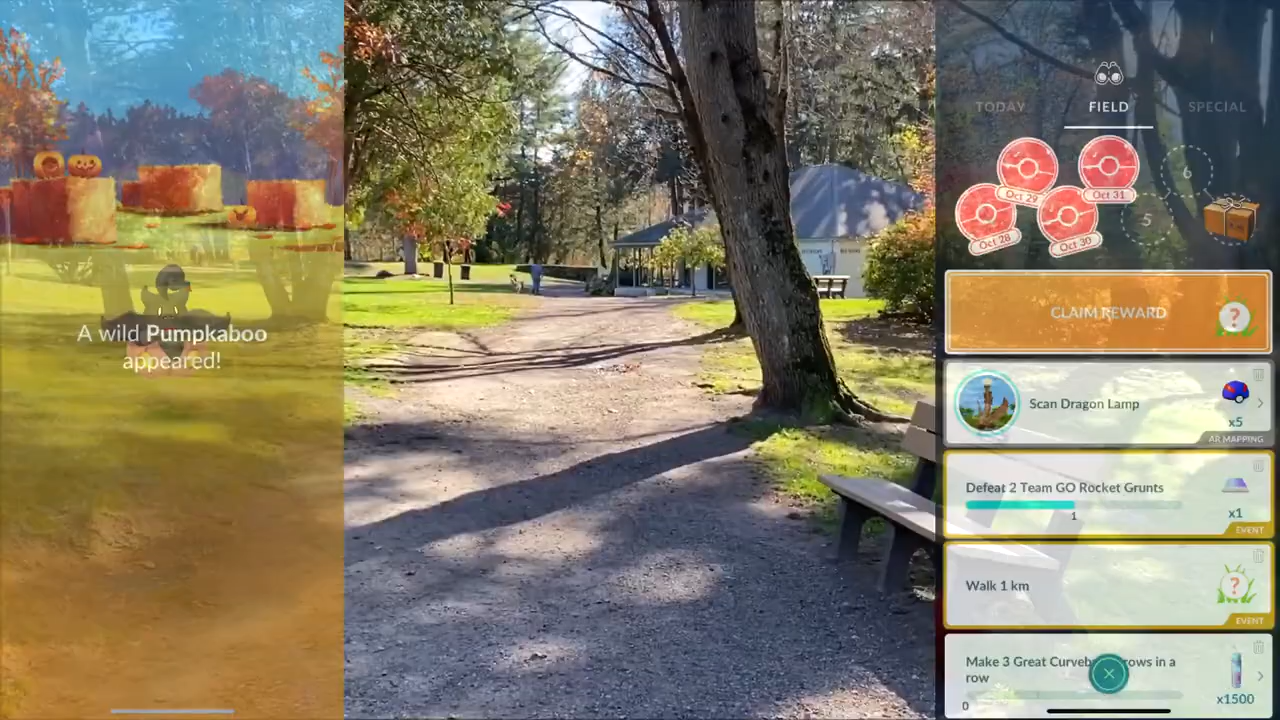 A wild Pumpkaboo
appeared!
TODAY
FIELD
SPECIAL
Oct 29
Oct 31
6
Oct 28
Oct 30
5
CLAIM REWARD
?
Scan Dragon Lamp
x5
AR MAPPING
Defeat 2 Team GO Rocket Grunts
1
x1
EVENT
Walk 1 km
?
EVENT
Make 3 Great Curveb rows in a
row
0
x1500